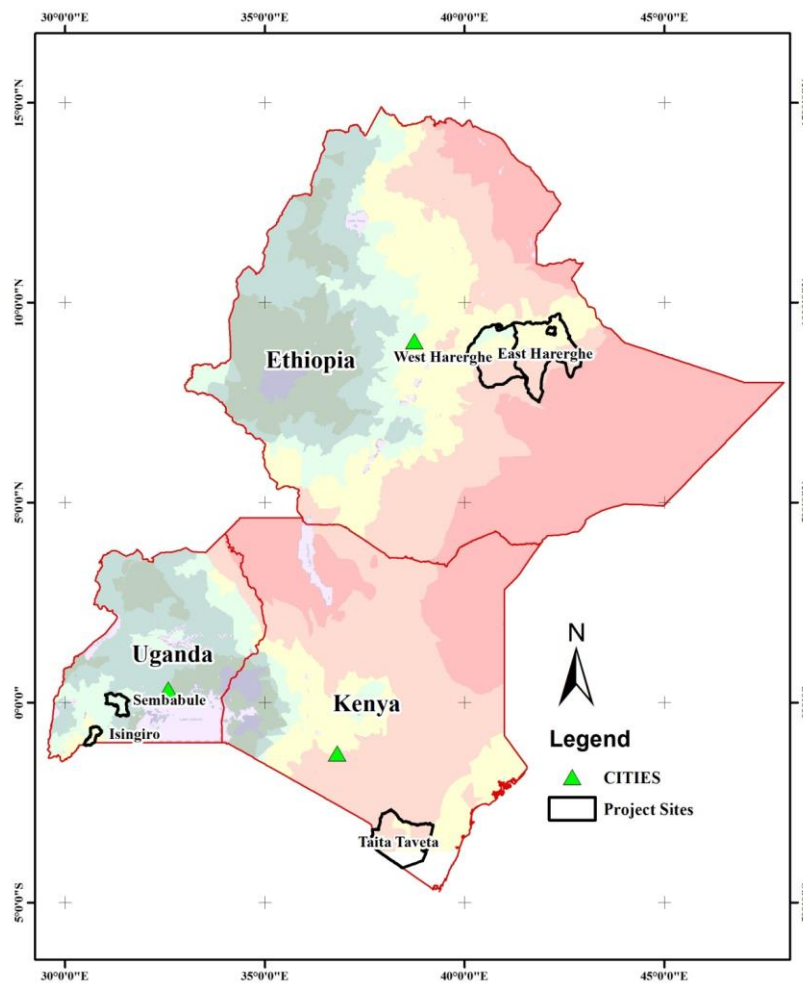 30°0'0"E 35°0'0"E 40°0'0"E 45°0'0"E
15°0'0"N
10°0'0"N
Ethiopia
West Harerghe
East Harerghe
5°0'0"N
Uganda
Sembabule
Isingiro
Kenya
0°0'0"
N
Legend
CITIES
Project Sites
Taita Taveta
5°0'0"S
30°0'0"E 35°0'0"E 40°0'0"E 45°0'0"E